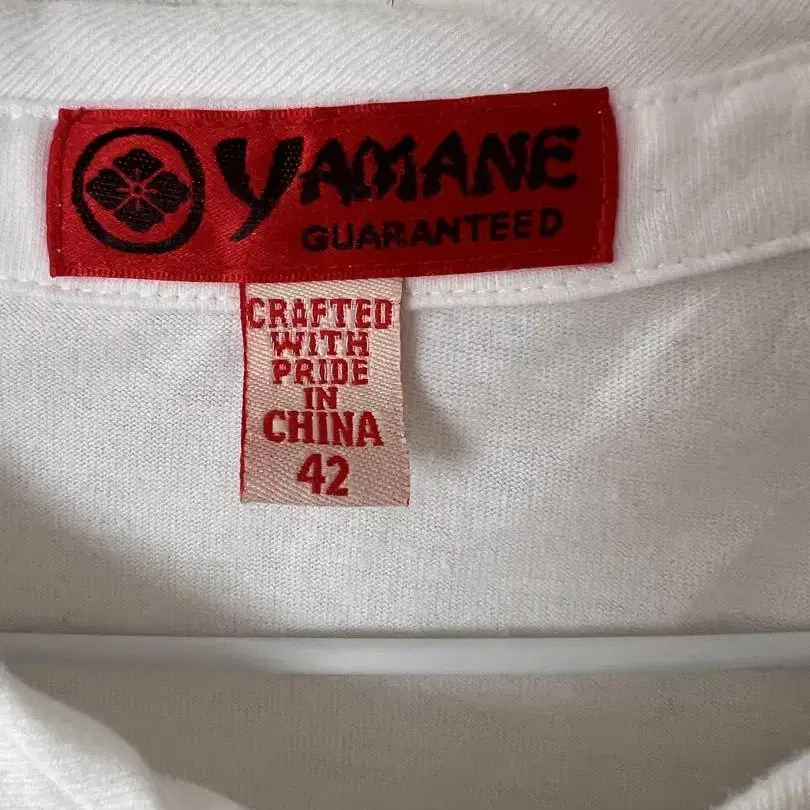 YAMANE
GUARANTEED
CRAFTED
WITH
PRIDE
IN
CHINA
42